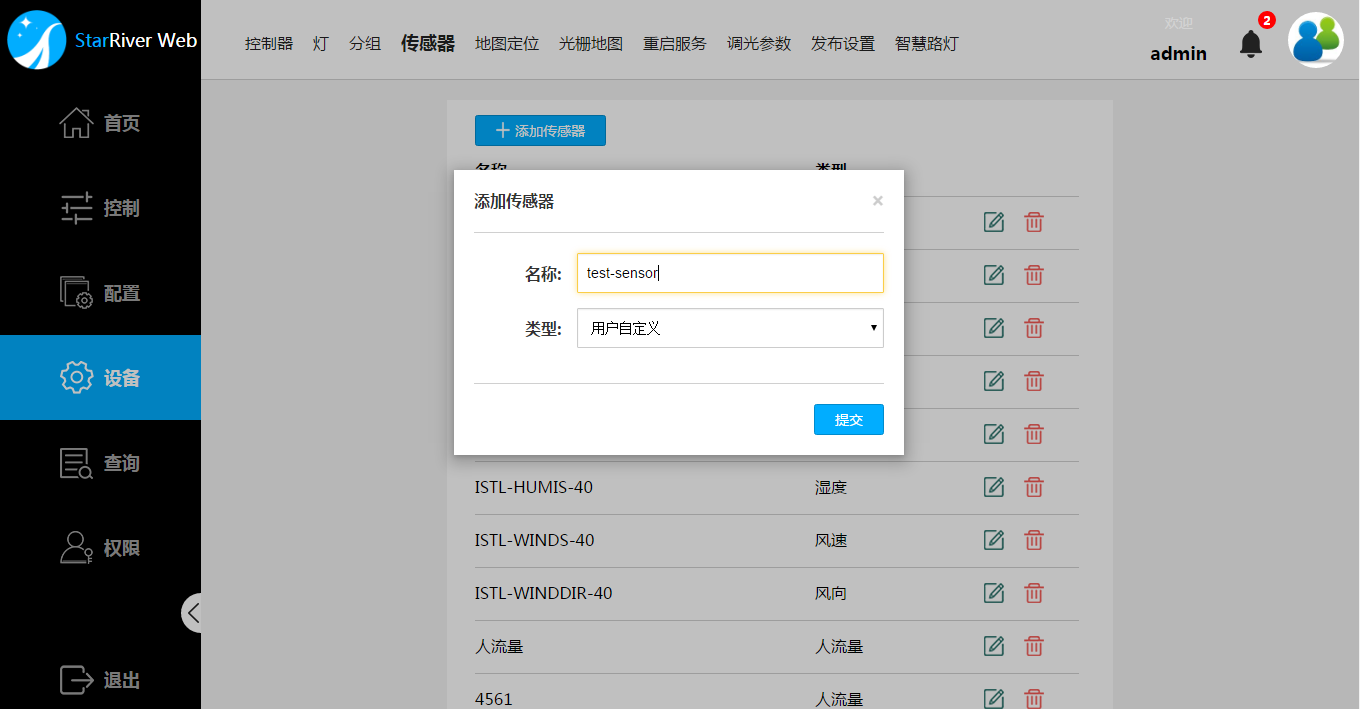 StarRiver Web
控制器 灯 分组 传感器 地图定位 光栅地图 重启服务 调光参数 发布设置 智慧路灯
欢迎
admin
2
首页
控制
配置
设备
查询
权限
退出
添加传感器
名称 类型
添加传感器 ×
名称: test-sensor
类型: 用户自定义
提交
ISTL-HUMIS-40 湿度
ISTL-WINDS-40 风速
ISTL-WINDDIR-40 风向
人流量 人流量
4561 人流量